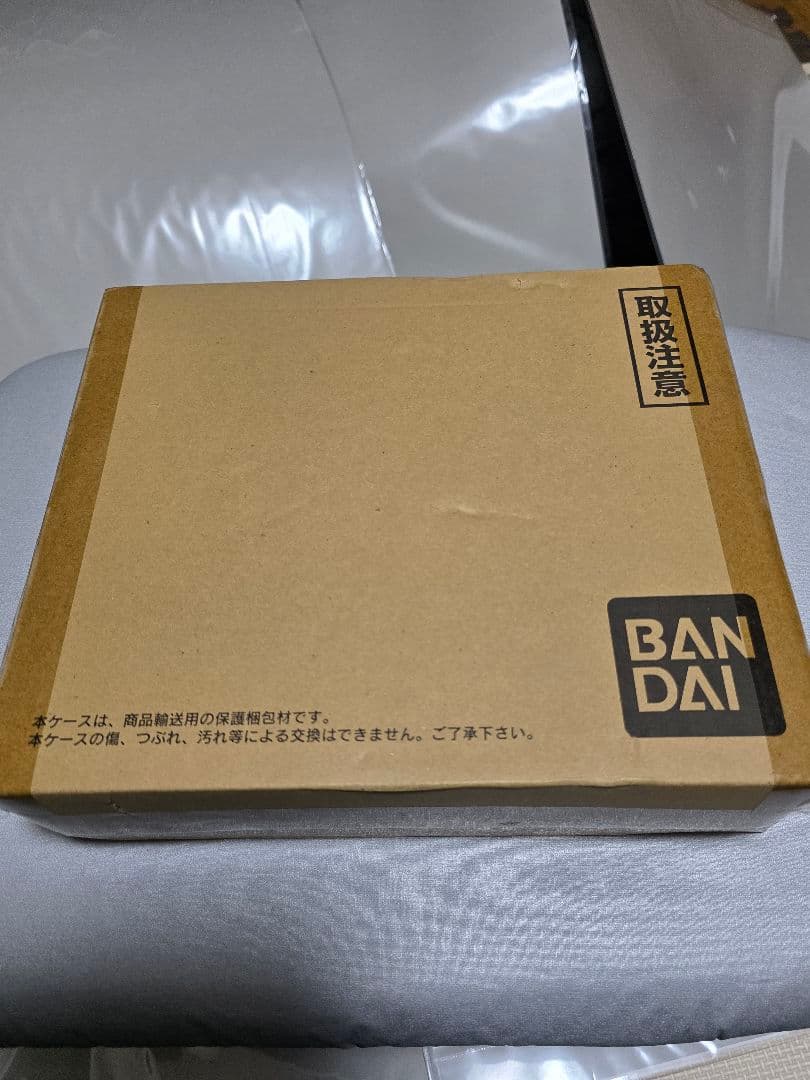 取扱注意
BAN
DAI
本ケースは、商品輸送用の保護梱包材です。
本ケースの傷、つぶれ、汚れ等による交換はできません。ご了承下さい。